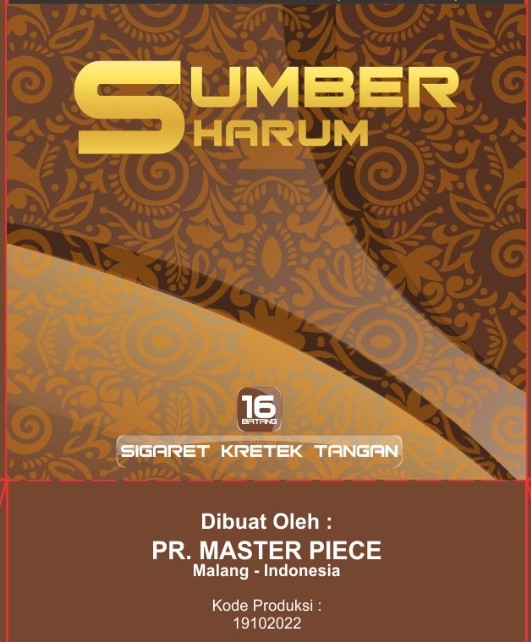 SUMBER
HARUM
16
BATANG
SIGARET KRETEK TANGAN
Dibuat Oleh :
PR. MASTER PIECE
Malang - Indonesia
Kode Produksi :
19102022